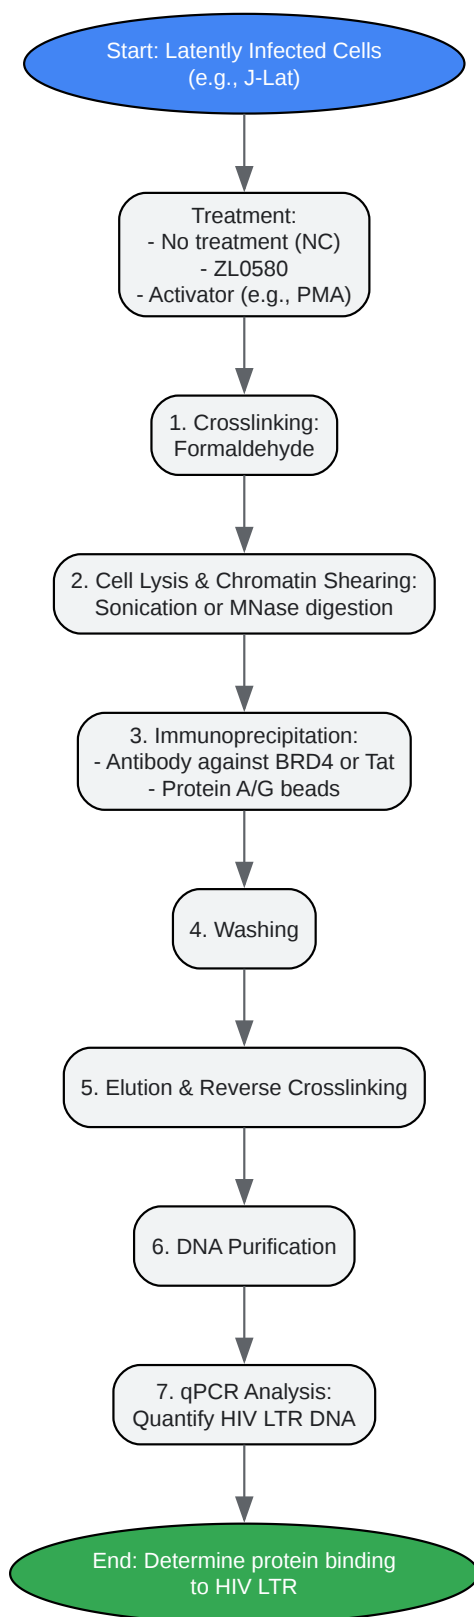 Start: Latently Infected Cells
(e.g., J-Lat)
Treatment:
- No treatment (NC)
- ZL0580
- Activator (e.g., PMA)
1. Crosslinking:
Formaldehyde
2. Cell Lysis & Chromatin Shearing:
Sonication or MNase digestion
3. Immunoprecipitation:
- Antibody against BRD4 or Tat
- Protein A/G beads
4. Washing
5. Elution & Reverse Crosslinking
6. DNA Purification
7. qPCR Analysis:
Quantify HIV LTR DNA
End: Determine protein binding
to HIV LTR